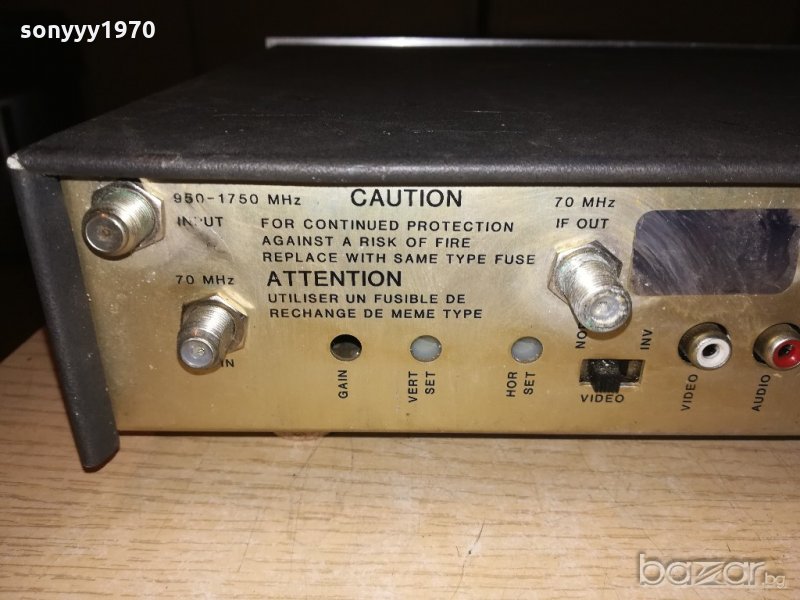 sonyyy1970
950-1750 MHz
INPUT
CAUTION
FOR CONTINUED PROTECTION
AGAINST A RISK OF FIRE
REPLACE WITH SAME TYPE FUSE
ATTENTION
UTILISER UN FUSIBLE DE
RECHANGE DE MEME TYPE
70 MHz
IF OUT
70 MHz
IN
GAIN
VERT
SET
HOR
SET
INV
VIDEO
VIDEO
AUDIO
bazar.bg